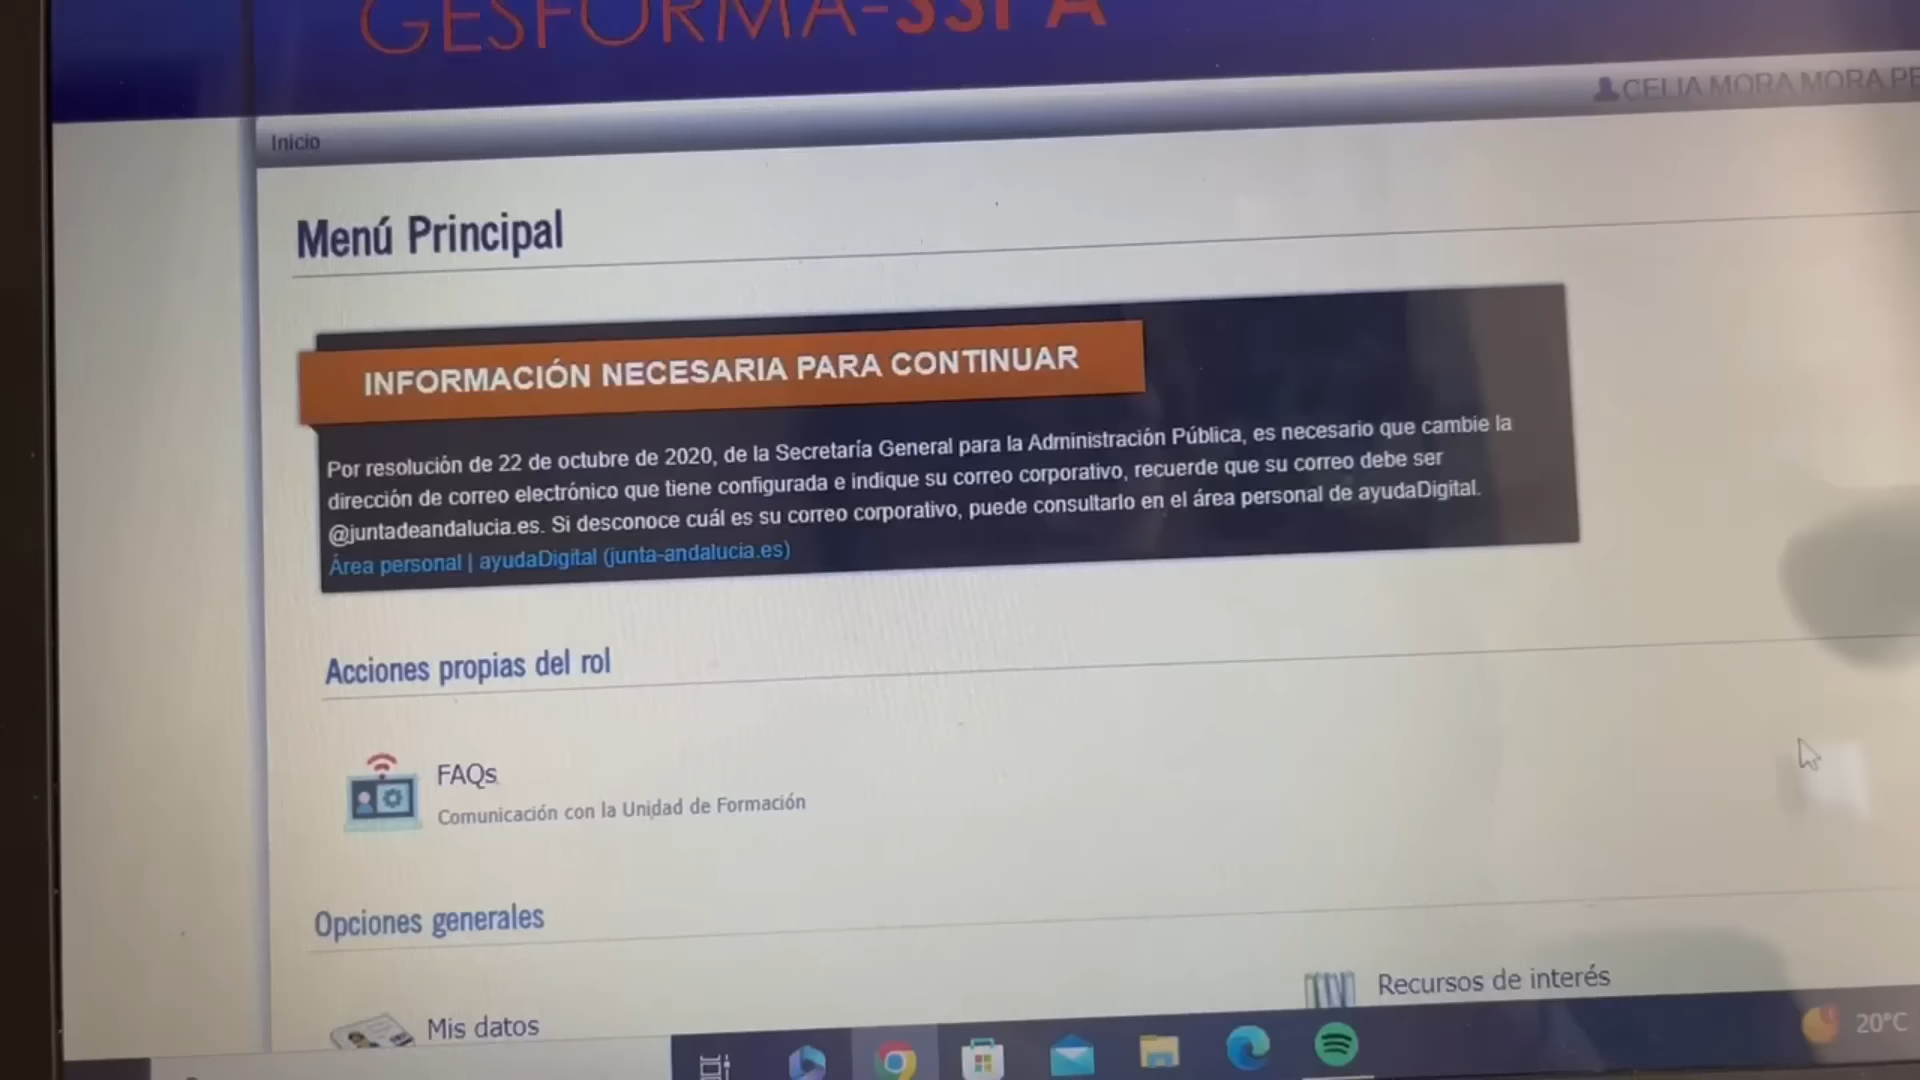 GESFORMA-SSPA
CELIA MORA MORA PE
Inicio
Menú Principal
INFORMACIÓN NECESARIA PARA CONTINUAR
Por resolución de 22 de octubre de 2020, de la Secretaría General para la Administración Pública, es necesario que cambie la
dirección de correo electrónico que tiene configurada e indique su correo corporativo, recuerde que su correo debe ser
@juntadeandalucia.es. Si desconoce cuál es su correo corporativo, puede consultarlo en el área personal de ayudaDigital.
Área personal | ayudaDigital (junta-andalucia.es)
Acciones propias del rol
FAQs
Comunicación con la Unidad de Formación
Opciones generales
Mis datos
Recursos de interés
20°C